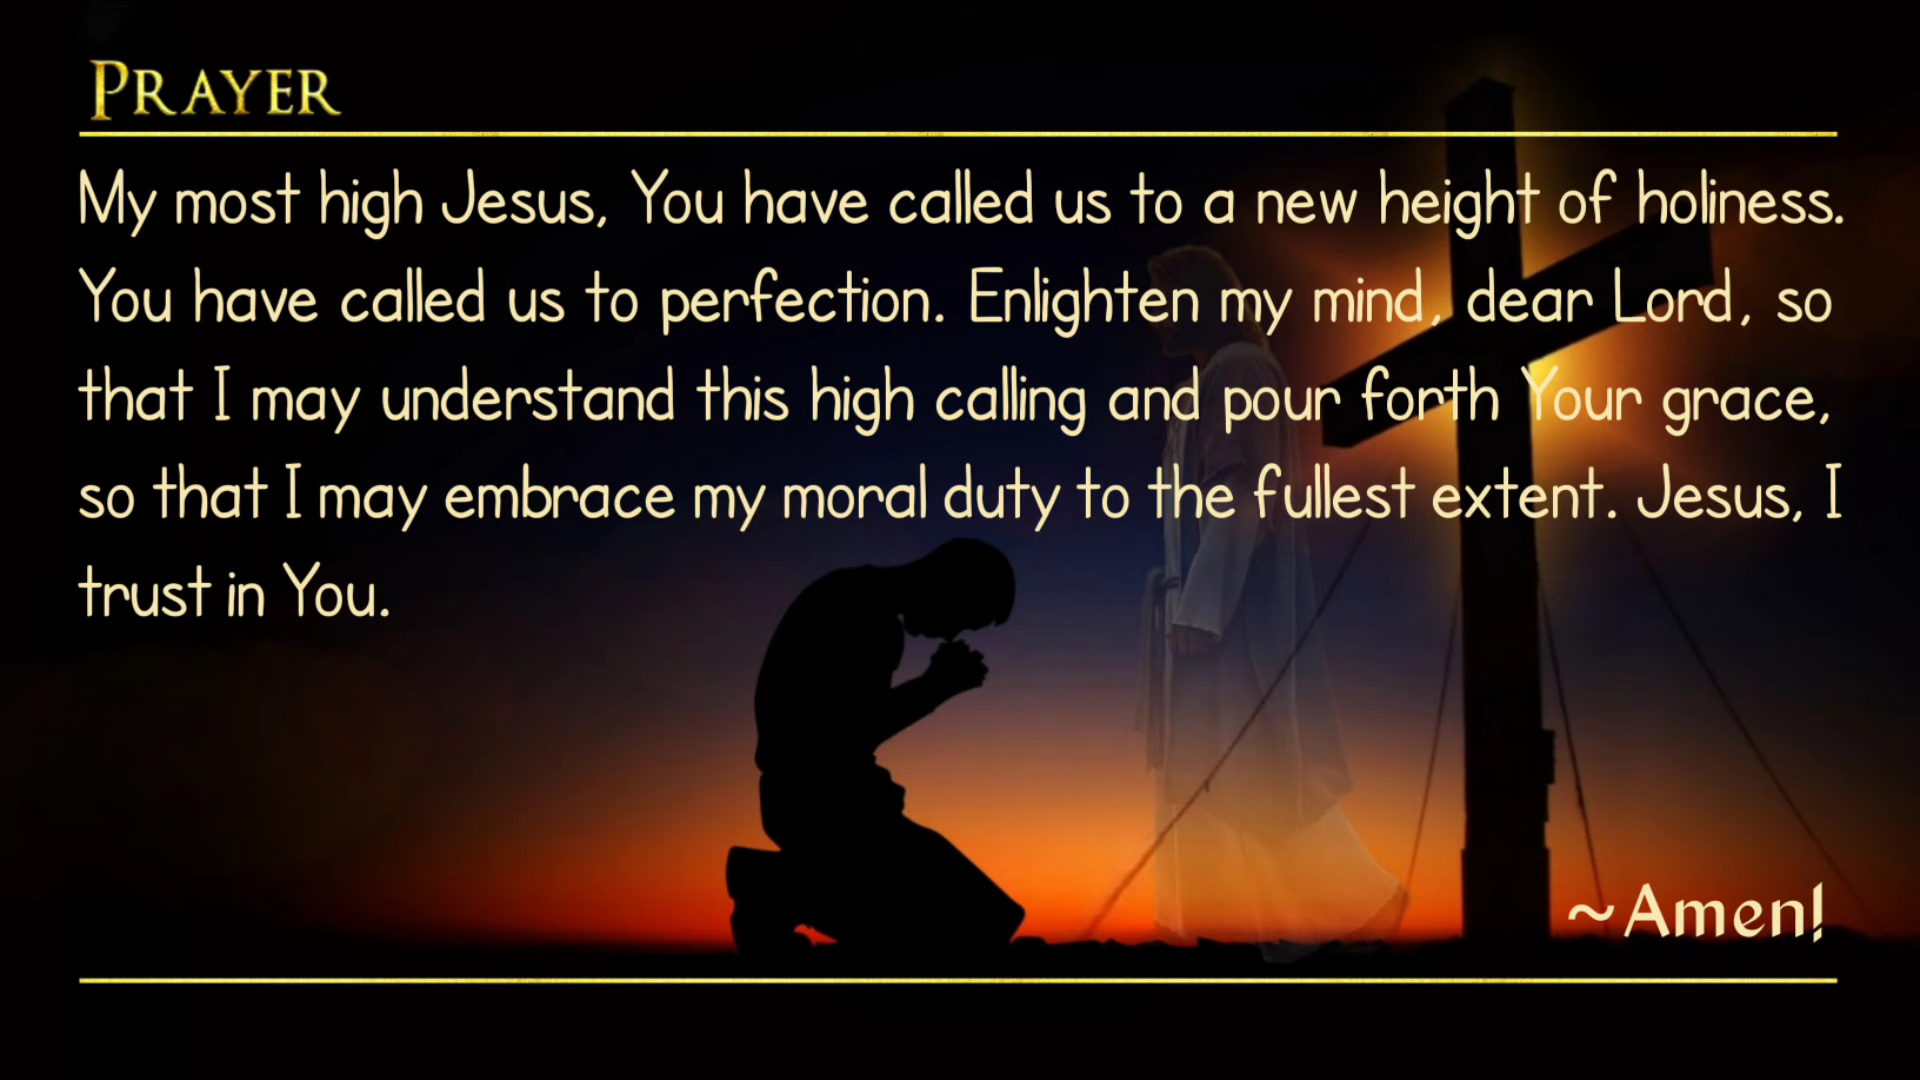 PRAYER
My most high Jesus, You have called us to a new height of holiness.
You have called us to perfection. Enlighten my mind, dear Lord, so
that I may understand this high calling and pour forth Your grace,
so that I may embrace my moral duty to the fullest extent. Jesus, I
trust in You.
~Amen!